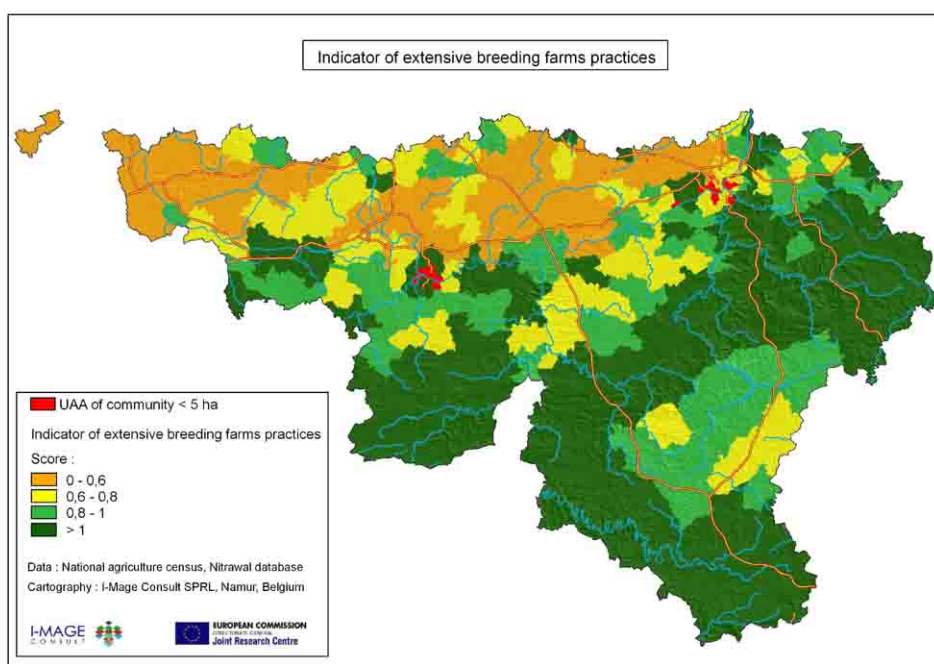 Indicator of extensive breeding farms practices
UAA of community < 5 ha
Indicator of extensive breeding farms practices
Score :
0 - 0,6
0,6 - 0,8
0,8 - 1
> 1
Data : National agriculture census, Nitrawal database
Cartography : I-Mage Consult SPRL, Namur, Belgium
I-MAGE
CONSULT
EUROPEAN COMMISSION
DIRECTORATE-GENERAL
Joint Research Centre